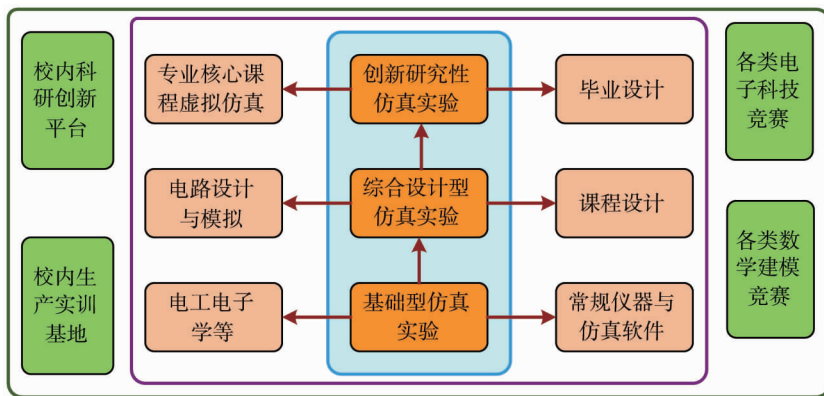 校内科
研创新
平台
校内生
产实训
基地
专业核心课
程虚拟仿真
创新研究性
仿真实验
毕业设计
电路设计
与模拟
综合设计型
仿真实验
课程设计
电工电子
学等
基础型仿真
实验
常规仪器与
仿真软件
各类电
子科技
竞赛
各类数
学建模
竞赛